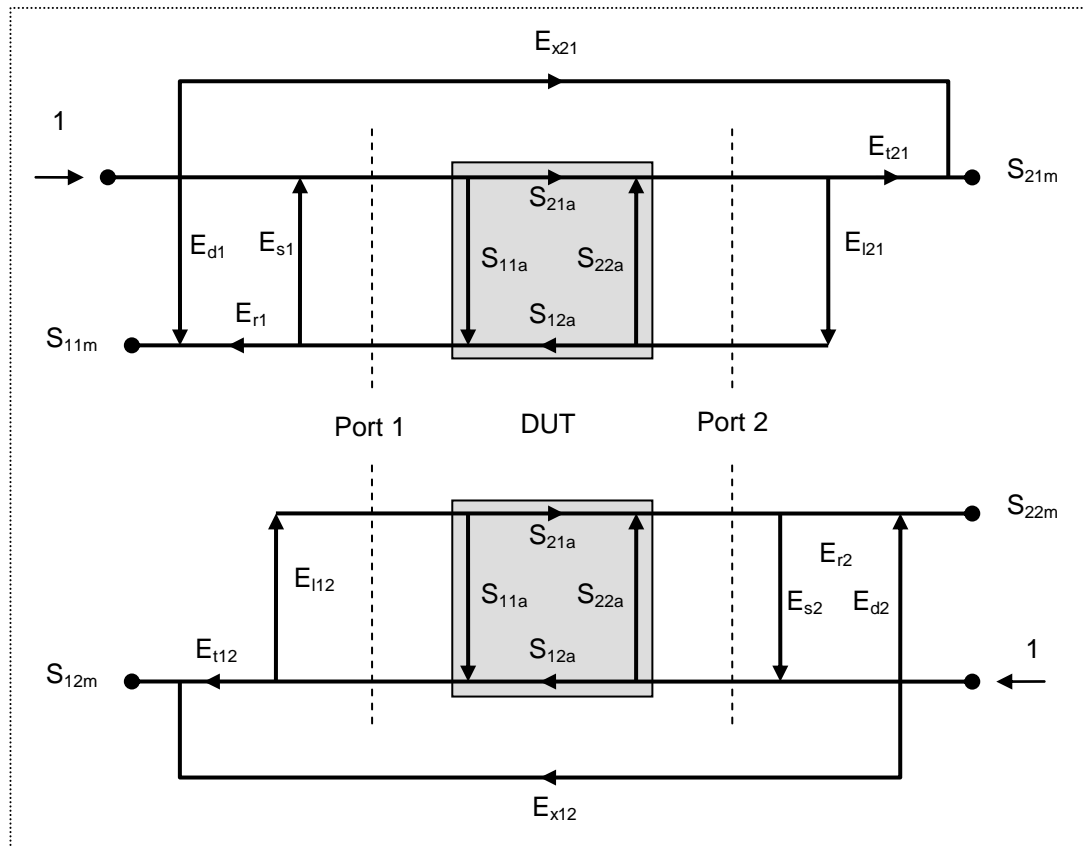 Ex21
1
Et21
S21m
S21a
Ed1
Es1
S11a
S22a
El21
Er1
S12a
S11m
Port 1
DUT
Port 2
S22m
S21a
Er2
El12
S11a
S22a
Es2
Ed2
Et12
S12a
1
S12m
Ex12